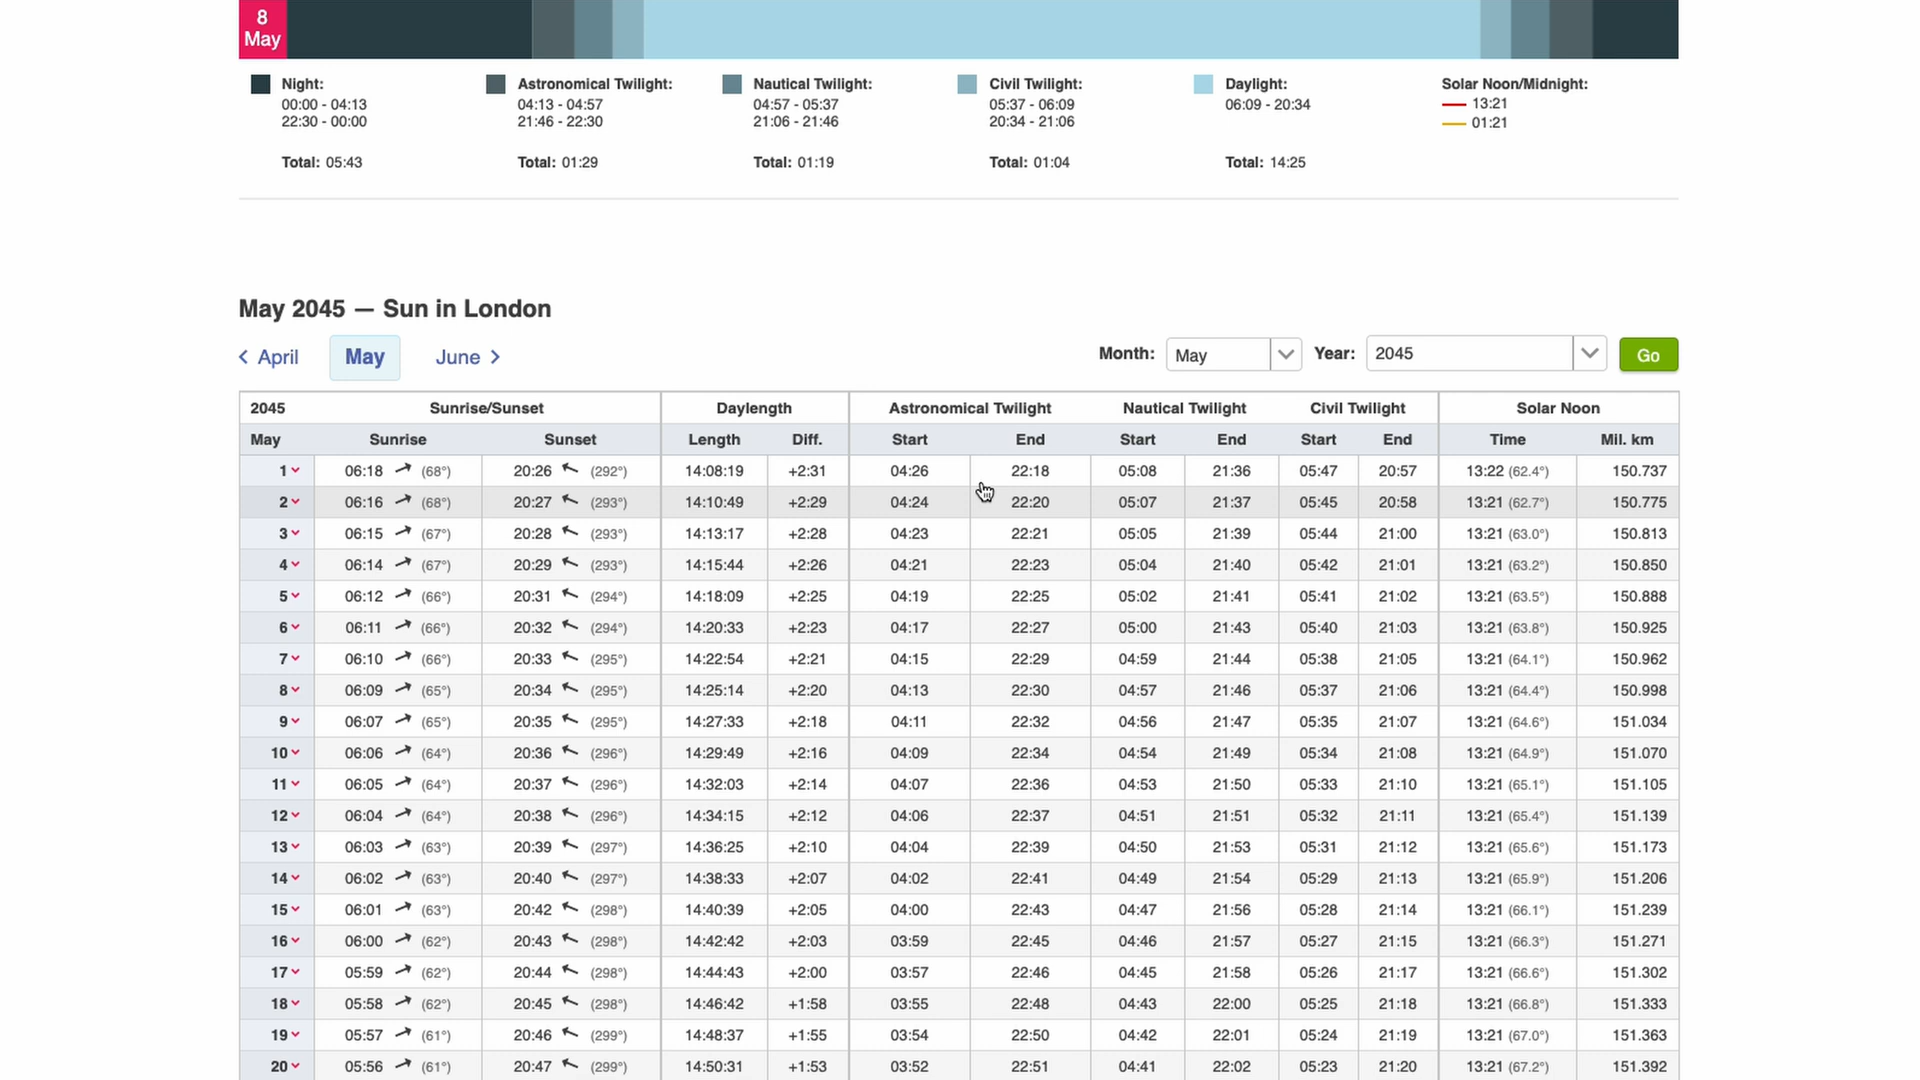 8
May
Night: Astronomical Twilight: Nautical Twilight: Civil Twilight: Daylight: Solar Noon/Midnight:
00:00 - 04:13 04:13 - 04:57 04:57 - 05:37 05:37 - 06:09 06:09 - 20:34 13:21
22:30 - 00:00 21:46 - 22:30 21:06 - 21:46 20:34 - 21:06 01:21
Total: 05:43 Total: 01:29 Total: 01:19 Total: 01:04 Total: 14:25
May 2045 — Sun in London
April May June Month: May Year: 2045 Go
2045 Sunrise/Sunset Daylength Astronomical Twilight Nautical Twilight Civil Twilight Solar Noon
May Sunrise Sunset Length Diff. Start End Start End Start End Time Mil. km
1 06:18 (68°) 20:26 (292°) 14:08:19 +2:31 04:26 22:18 05:08 21:36 05:47 20:57 13:22 (62.4°) 150.737
2 06:16 (68°) 20:27 (293°) 14:10:49 +2:29 04:24 22:20 05:07 21:37 05:45 20:58 13:21 (62.7°) 150.775
3 06:15 (67°) 20:28 (293°) 14:13:17 +2:28 04:23 22:21 05:05 21:39 05:44 21:00 13:21 (63.0°) 150.813
4 06:14 (67°) 20:29 (293°) 14:15:44 +2:26 04:21 22:23 05:04 21:40 05:42 21:01 13:21 (63.2°) 150.850
5 06:12 (66°) 20:31 (294°) 14:18:09 +2:25 04:19 22:25 05:02 21:41 05:41 21:02 13:21 (63.5°) 150.888
6 06:11 (66°) 20:32 (294°) 14:20:33 +2:23 04:17 22:27 05:00 21:43 05:40 21:03 13:21 (63.8°) 150.925
7 06:10 (66°) 20:33 (295°) 14:22:54 +2:21 04:15 22:29 04:59 21:44 05:38 21:05 13:21 (64.1°) 150.962
8 06:09 (65°) 20:34 (295°) 14:25:14 +2:20 04:13 22:30 04:57 21:46 05:37 21:06 13:21 (64.4°) 150.998
9 06:07 (65°) 20:35 (295°) 14:27:33 +2:18 04:11 22:32 04:56 21:47 05:35 21:07 13:21 (64.6°) 151.034
10 06:06 (64°) 20:36 (296°) 14:29:49 +2:16 04:09 22:34 04:54 21:49 05:34 21:08 13:21 (64.9°) 151.070
11 06:05 (64°) 20:37 (296°) 14:32:03 +2:14 04:07 22:36 04:53 21:50 05:33 21:10 13:21 (65.1°) 151.105
12 06:04 (64°) 20:38 (296°) 14:34:15 +2:12 04:06 22:37 04:51 21:51 05:32 21:11 13:21 (65.4°) 151.139
13 06:03 (63°) 20:39 (297°) 14:36:25 +2:10 04:04 22:39 04:50 21:53 05:31 21:12 13:21 (65.6°) 151.173
14 06:02 (63°) 20:40 (297°) 14:38:33 +2:07 04:02 22:41 04:49 21:54 05:29 21:13 13:21 (65.9°) 151.206
15 06:01 (63°) 20:42 (298°) 14:40:39 +2:05 04:00 22:43 04:47 21:56 05:28 21:14 13:21 (66.1°) 151.239
16 06:00 (62°) 20:43 (298°) 14:42:42 +2:03 03:59 22:45 04:46 21:57 05:27 21:15 13:21 (66.3°) 151.271
17 05:59 (62°) 20:44 (298°) 14:44:43 +2:00 03:57 22:46 04:45 21:58 05:26 21:17 13:21 (66.6°) 151.302
18 05:58 (62°) 20:45 (298°) 14:46:42 +1:58 03:55 22:48 04:43 22:00 05:25 21:18 13:21 (66.8°) 151.333
19 05:57 (61°) 20:46 (299°) 14:48:37 +1:55 03:54 22:50 04:42 22:01 05:24 21:19 13:21 (67.0°) 151.363
20 05:56 (61°) 20:47 (299°) 14:50:31 +1:53 03:52 22:51 04:41 22:02 05:23 21:20 13:21 (67.2°) 151.392